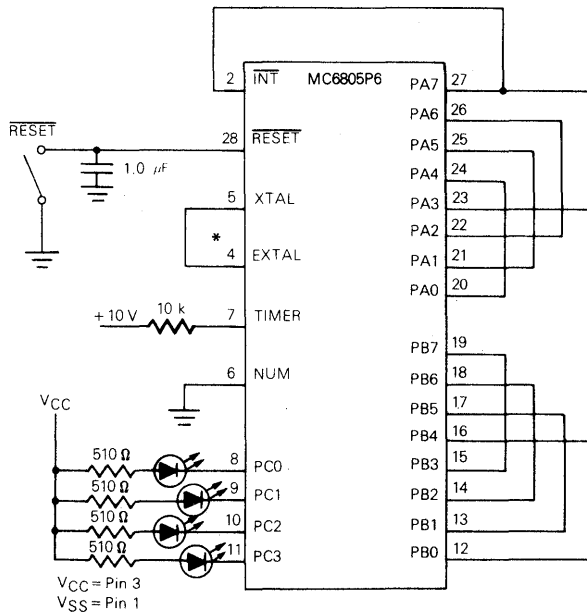 MC6805P6
2 INT PA7 27
PA6 26
RESET PA5 25
28 RESET PA4 24
1.0 μF
5 XTAL PA3 23
PA2 22
*
4 EXTAL PA1 21
PA0 20
+10 V 10 k 7 TIMER
PB7 19
6 NUM PB6 18
VCC PB5 17
PB4 16
510 Ω 8 PC0 PB3 15
510 Ω 9 PC1 PB2 14
510 Ω 10 PC2 PB1 13
510 Ω 11 PC3 PB0 12
VCC = Pin 3
VSS = Pin 1